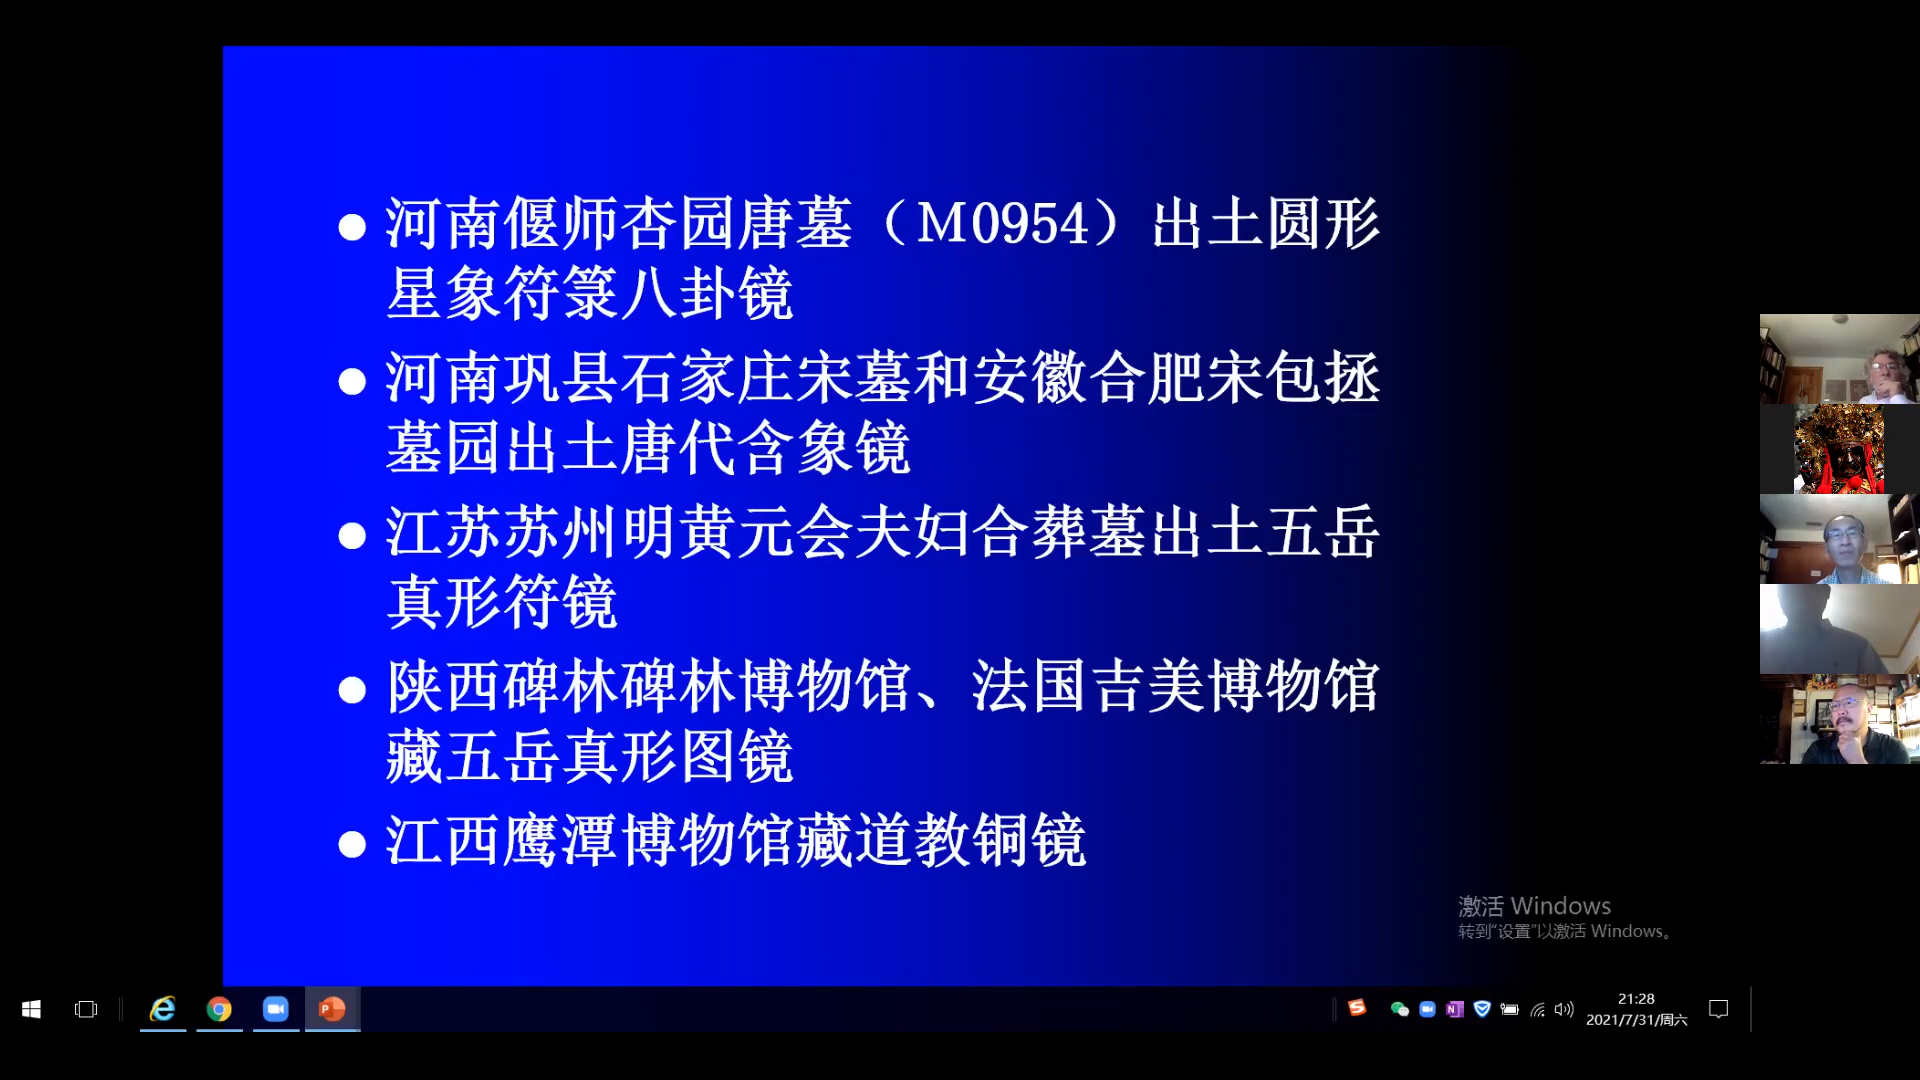 河南偃师杏园唐墓（M0954）出土圆形
星象符箓八卦镜
河南巩县石家庄宋墓和安徽合肥宋包拯
墓园出土唐代含象镜
江苏苏州明黄元会夫妇合葬墓出土五岳
真形符镜
陕西碑林碑林博物馆、法国吉美博物馆
藏五岳真形图镜
江西鹰潭博物馆藏道教铜镜
激活 Windows
转到“设置”以激活 Windows。
21:28
2021/7/31/周六